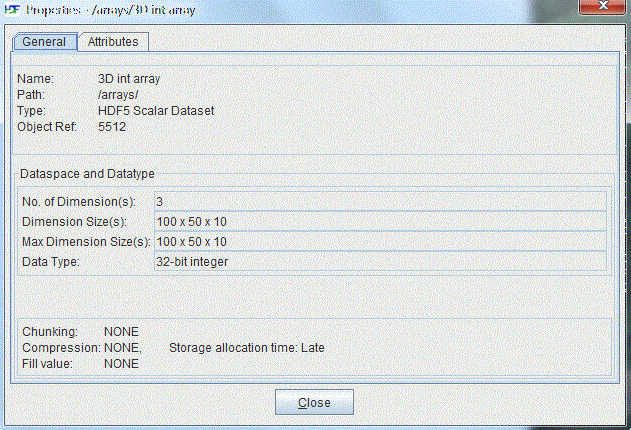 HDF Properties - /arrays/3D int array
General Attributes
Name: 3D int array
Path: /arrays/
Type: HDF5 Scalar Dataset
Object Ref: 5512
Dataspace and Datatype
No. of Dimension(s): 3
Dimension Size(s): 100 x 50 x 10
Max Dimension Size(s): 100 x 50 x 10
Data Type: 32-bit integer
Chunking: NONE
Compression: NONE, Storage allocation time: Late
Fill value: NONE
Close